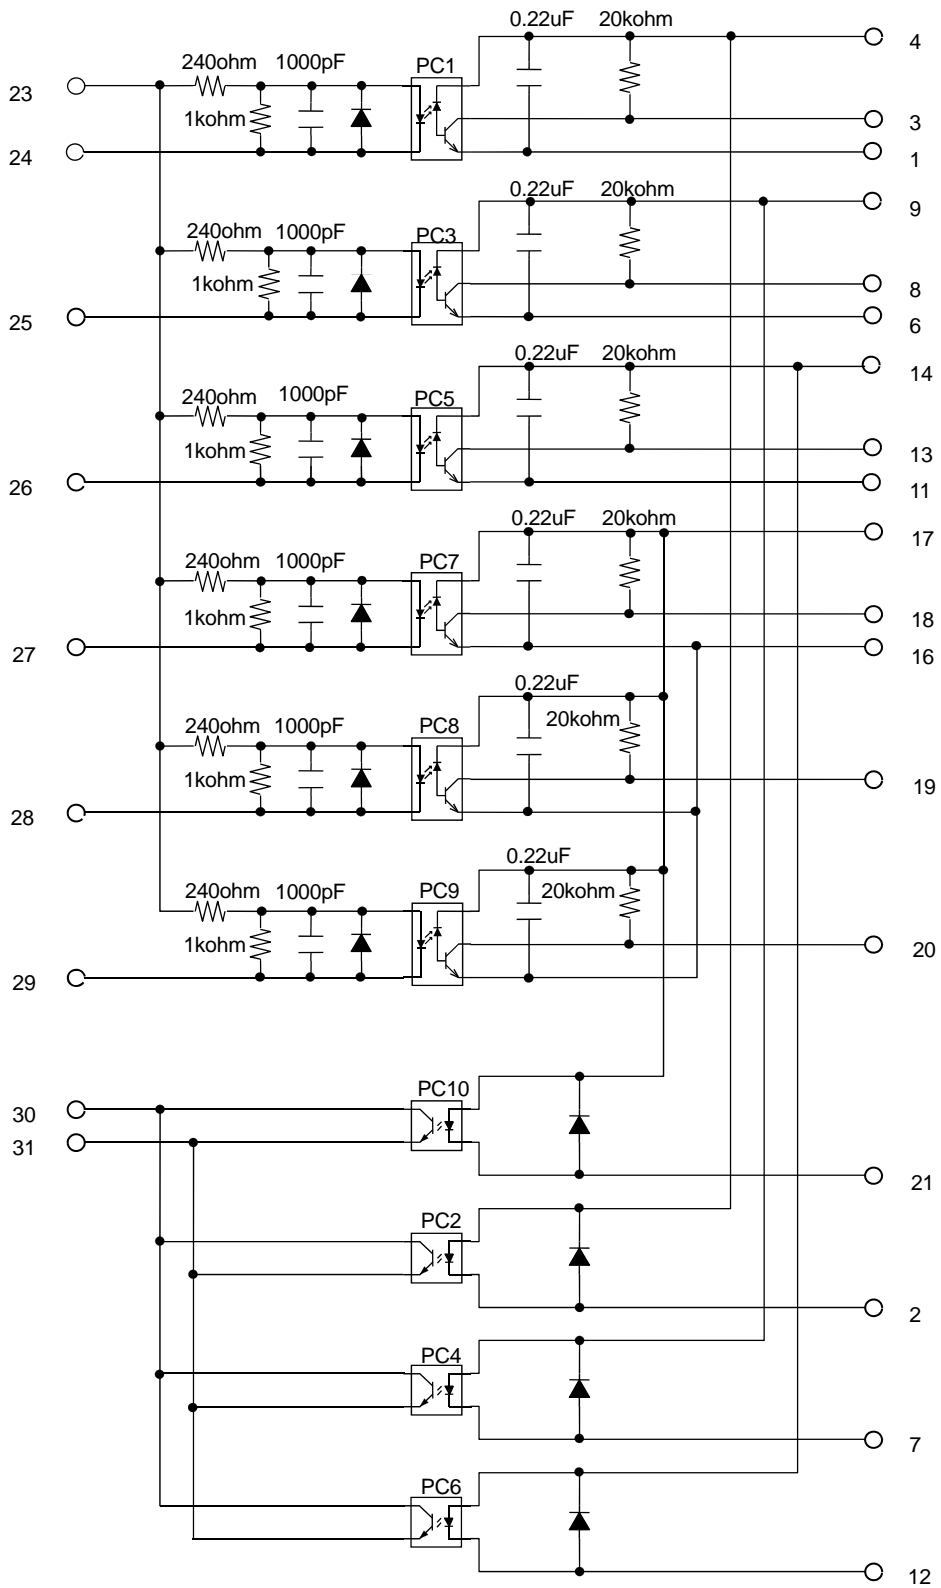 0.22uF 20kohm
4
240ohm 1000pF PC1
23
1kohm
3
24
1
0.22uF 20kohm
9
240ohm 1000pF PC3
1kohm
8
25
6
0.22uF 20kohm
14
240ohm 1000pF PC5
1kohm
13
26
11
0.22uF 20kohm
17
240ohm 1000pF PC7
1kohm
18
27
16
0.22uF
240ohm 1000pF PC8
20kohm
1kohm
19
28
0.22uF
240ohm 1000pF PC9
20kohm
1kohm
20
29
PC10
30
31
21
PC2
2
PC4
7
PC6
12